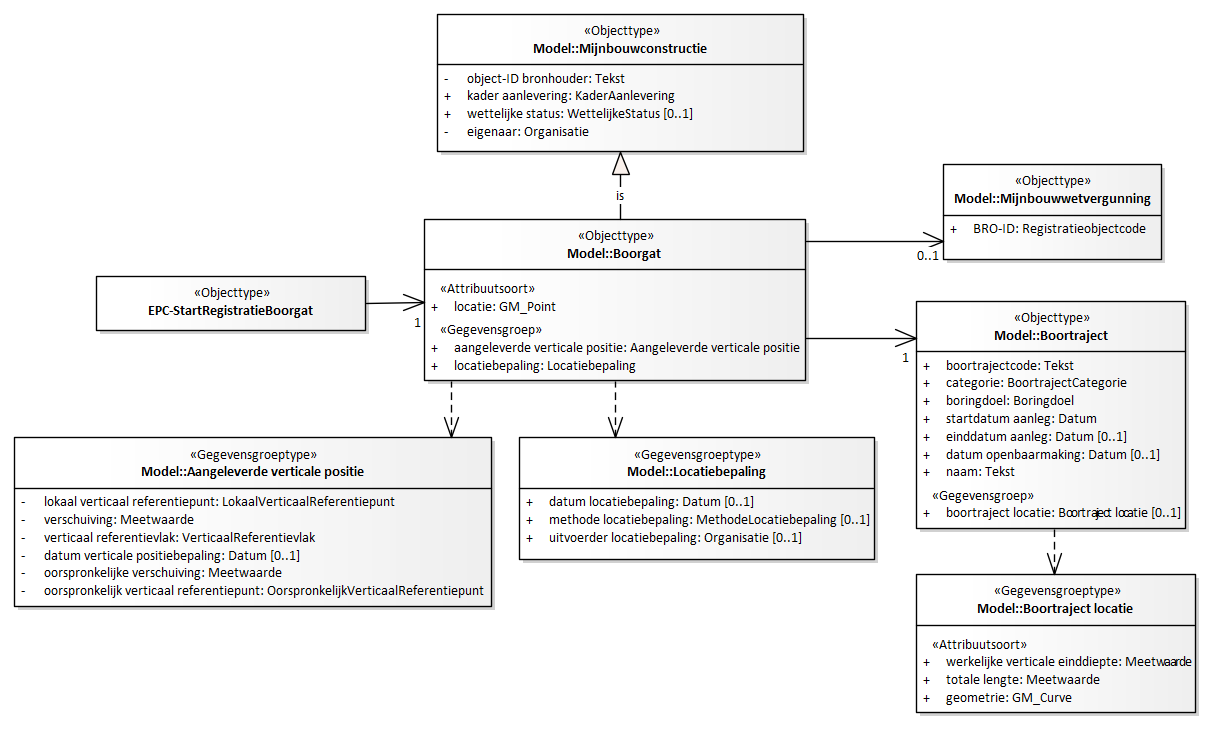 «Objecttype»
Model::Mijnbouwconstructie
- object-ID bronhouder: Tekst
+ kader aanlevering: KaderAanlevering
+ wettelijke status: WettelijkeStatus [0..1]
- eigenaar: Organisatie
is
«Objecttype»
Model::Mijnbouwwetvergunning
+ BRO-ID: Registratieobjectcode
0..1
«Objecttype»
Model::Boorgat
«Attribuutsoort»
+ locatie: GM_Point
«Gegevensgroep»
+ aangeleverde verticale positie: Aangeleverde verticale positie
+ locatiebepaling: Locatiebepaling
«Objecttype»
EPC-StartRegistratieBoorgat
1
«Objecttype»
Model::Boortraject
+ boortrajectcode: Tekst
+ categorie: BoortrajectCategorie
+ boringdoel: Boringdoel
+ startdatum aanleg: Datum
+ einddatum aanleg: Datum [0..1]
+ datum openbaarmaking: Datum [0..1]
+ naam: Tekst
«Gegevensgroep»
+ boortraject locatie: Boortraject locatie [0..1]
1
«Gegevensgroeptype»
Model::Aangeleverde verticale positie
- lokaal verticaal referentiepunt: LokaalVerticaalReferentiepunt
- verschuiving: Meetwaarde
- verticaal referentievlak: VerticaalReferentievlak
- datum verticale positiebepaling: Datum [0..1]
- oorspronkelijke verschuiving: Meetwaarde
- oorspronkelijk verticaal referentiepunt: OorspronkelijkVerticaalReferentiepunt
«Gegevensgroeptype»
Model::Locatiebepaling
+ datum locatiebepaling: Datum [0..1]
+ methode locatiebepaling: MethodeLocatiebepaling [0..1]
+ uitvoerder locatiebepaling: Organisatie [0..1]
«Gegevensgroeptype»
Model::Boortraject locatie
«Attribuutsoort»
+ werkelijke verticale einddiepte: Meetwaarde
+ totale lengte: Meetwaarde
+ geometrie: GM_Curve